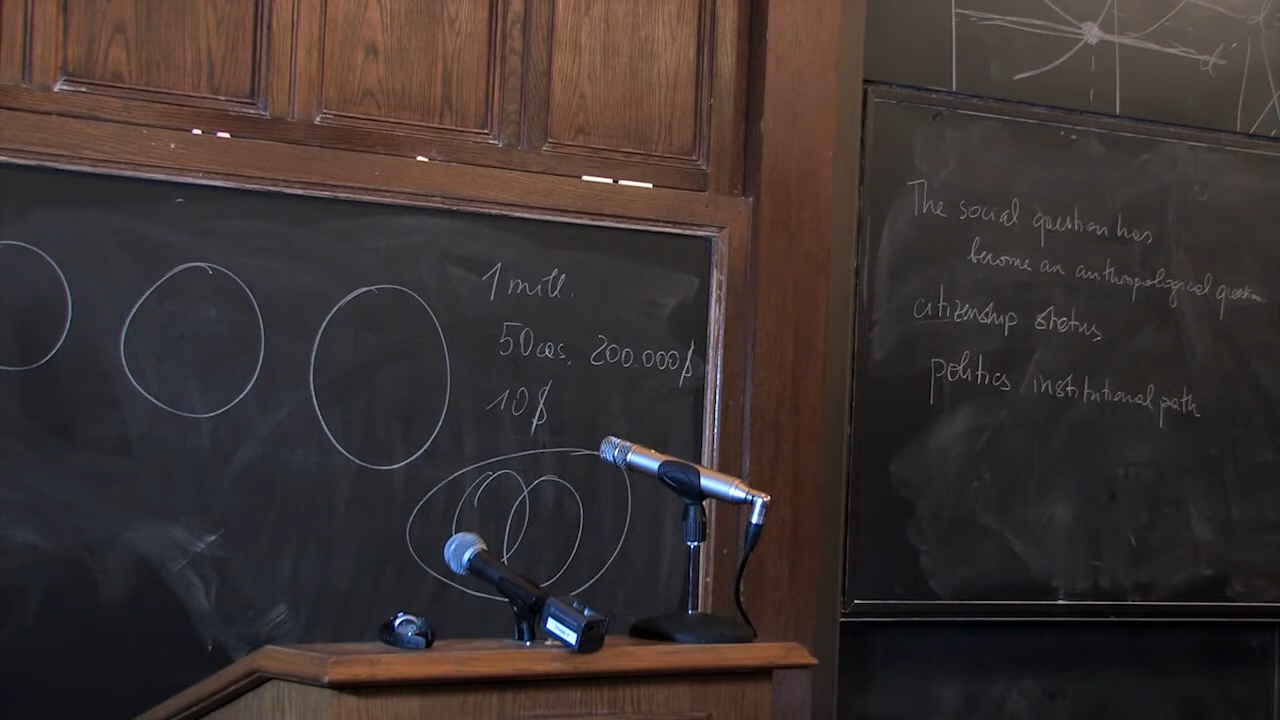 1 mill.
50 cos. 200.000$
10$
The social question has
become an anthropological question
citizenship status
politics institutional path
d'